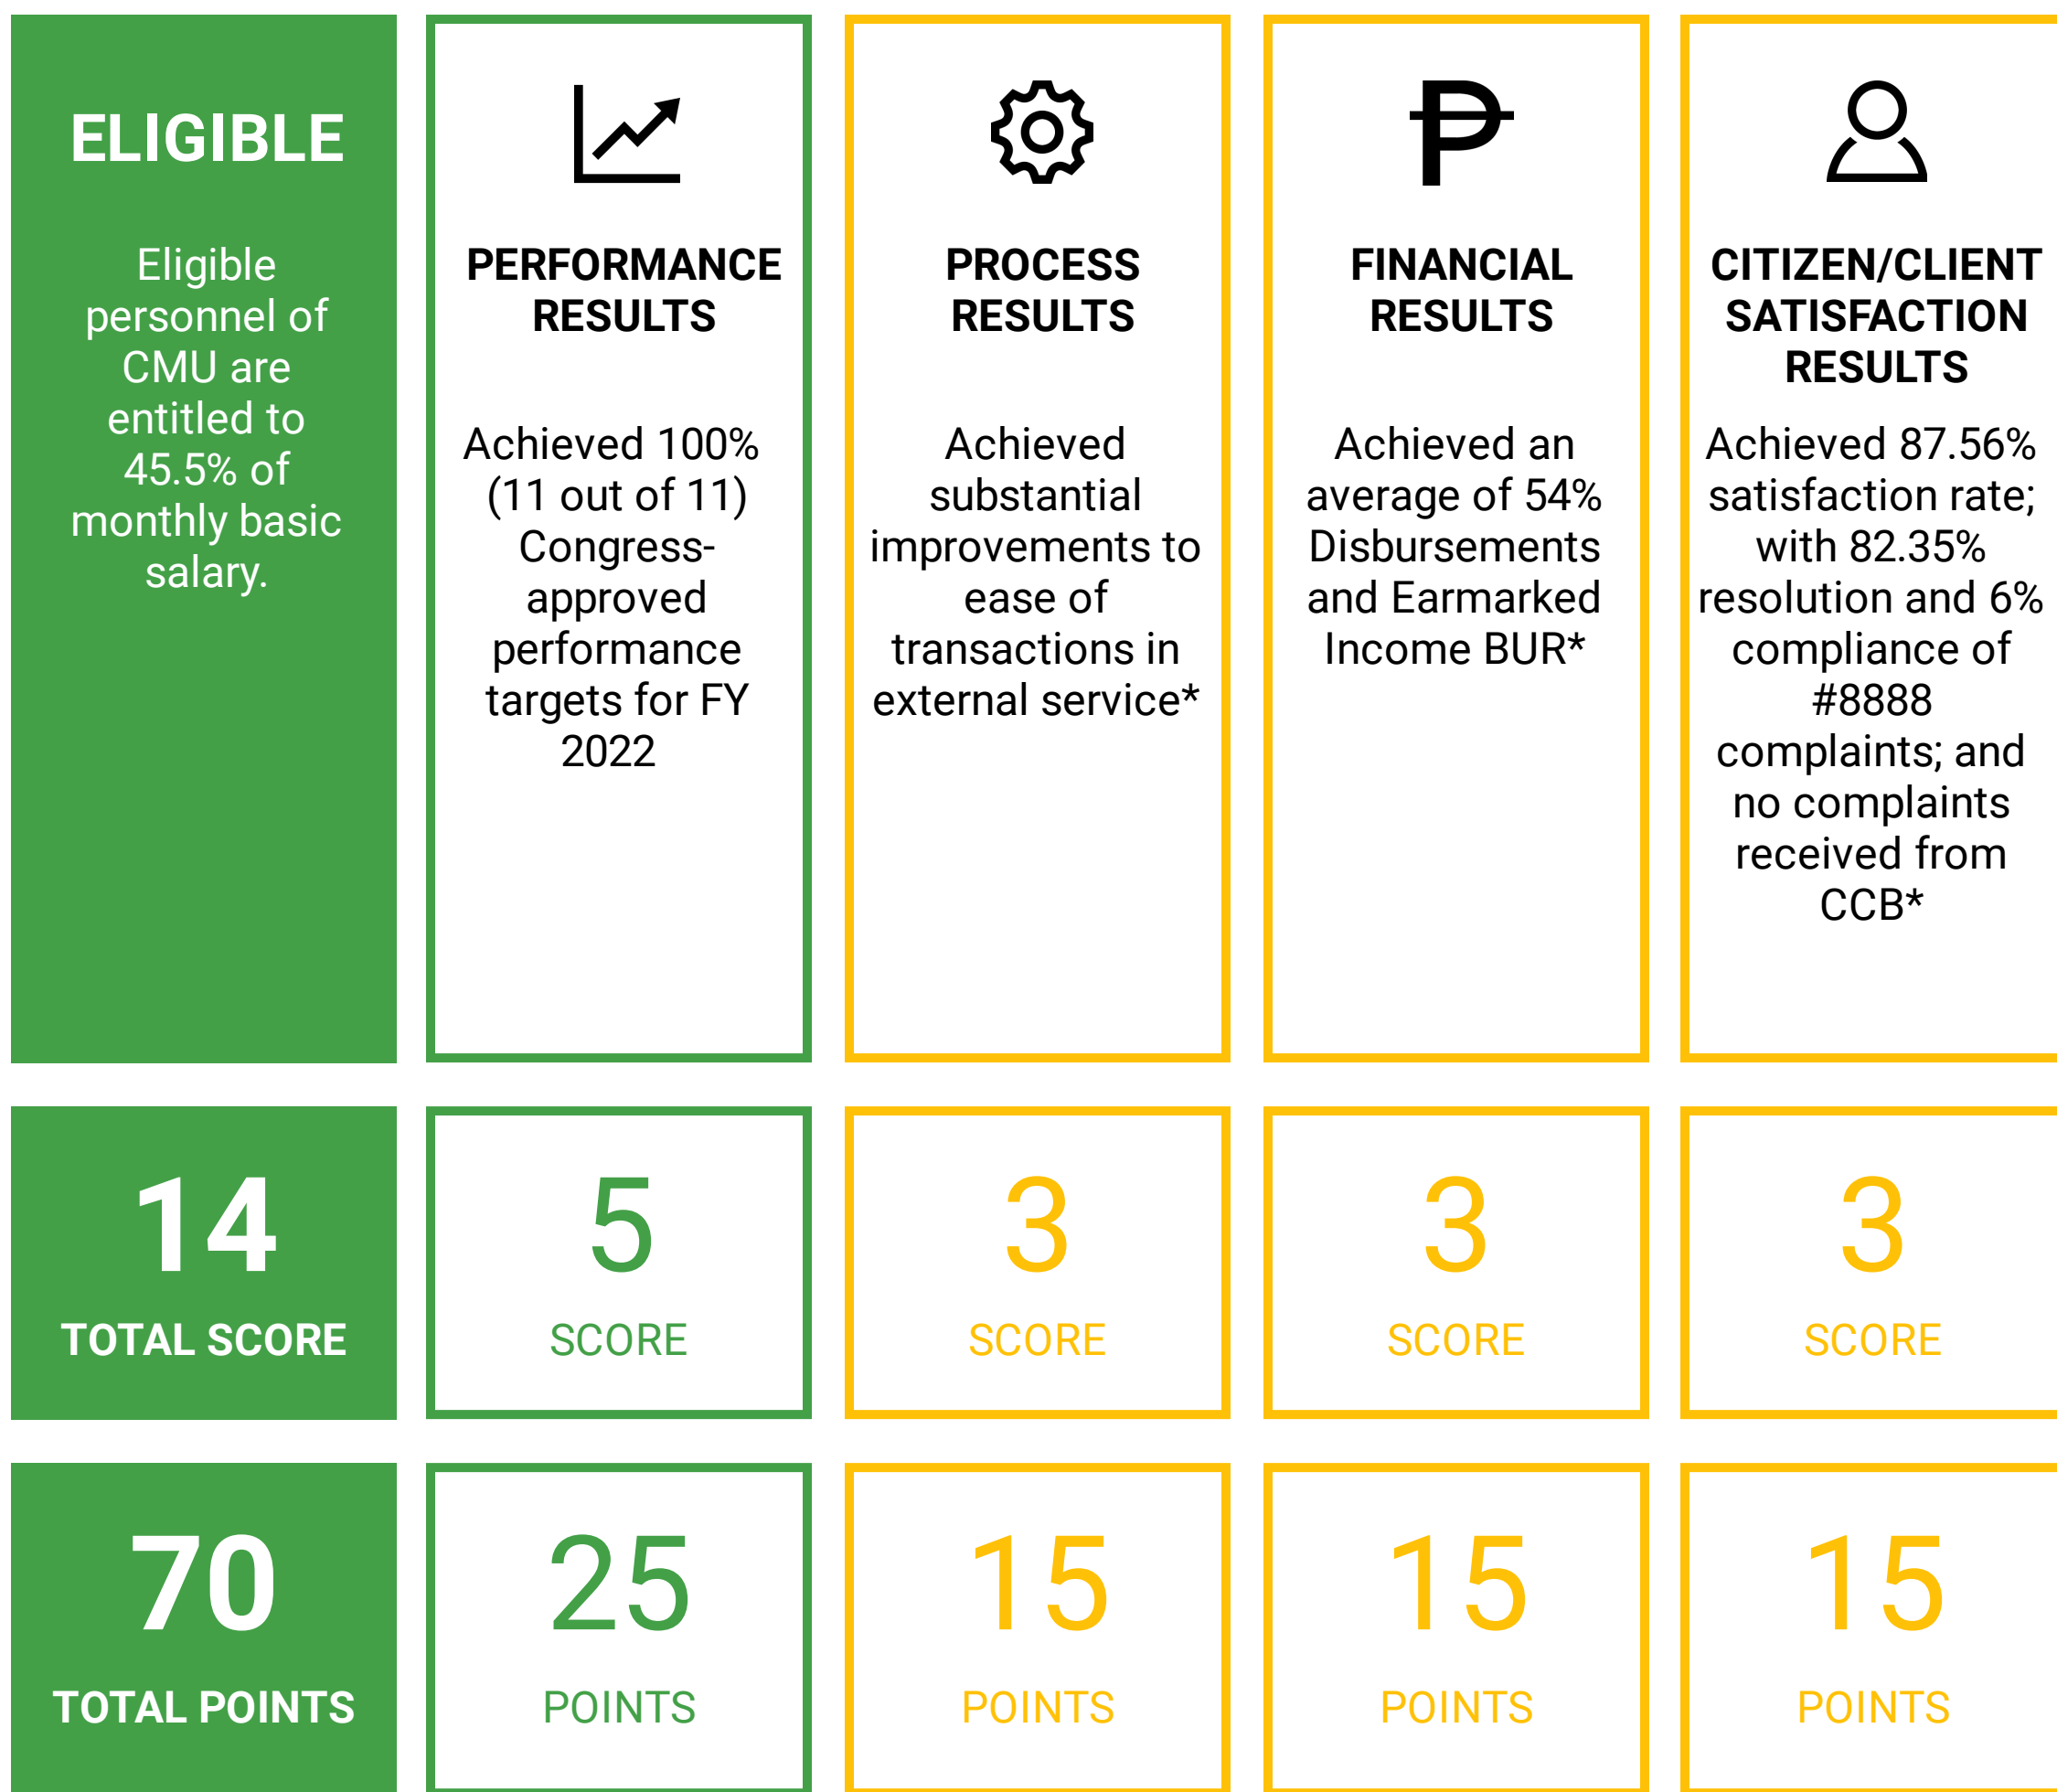 ELIGIBLE
Eligible
personnel of
CMU are
entitled to
45.5% of
monthly basic
salary.
PERFORMANCE
RESULTS
Achieved 100%
(11 out of 11)
Congress-
approved
performance
targets for FY
2022
PROCESS
RESULTS
Achieved
substantial
improvements to
ease of
transactions in
external service*
FINANCIAL
RESULTS
Achieved an
average of 54%
Disbursements
and Earmarked
Income BUR*
CITIZEN/CLIENT
SATISFACTION
RESULTS
Achieved 87.56%
satisfaction rate;
with 82.35%
resolution and 6%
compliance of
#8888
complaints; and
no complaints
received from
CCB*
14
TOTAL SCORE
5
SCORE
3
SCORE
3
SCORE
3
SCORE
70
TOTAL POINTS
25
POINTS
15
POINTS
15
POINTS
15
POINTS